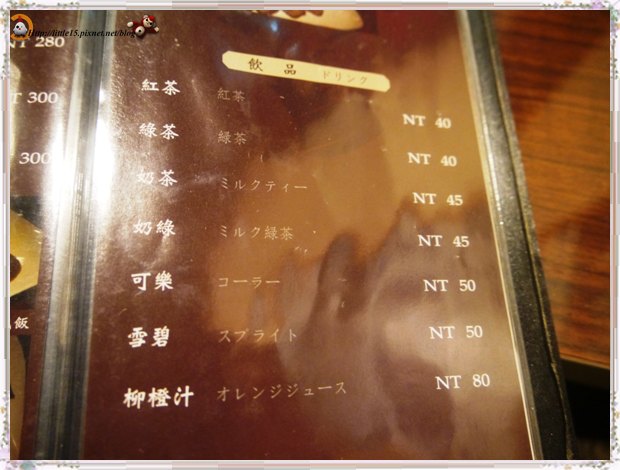 http://little15.pixnet.net/blog
NT 280
NT 300
300
飯
飲 品 ドリンク
紅茶 紅茶 NT 40
綠茶 緑茶 NT 40
奶茶 ミルクティー NT 45
奶綠 ミルク緑茶 NT 45
可樂 コーラー NT 50
雪碧 スプライト NT 50
柳橙汁 オレンジジュース NT 80